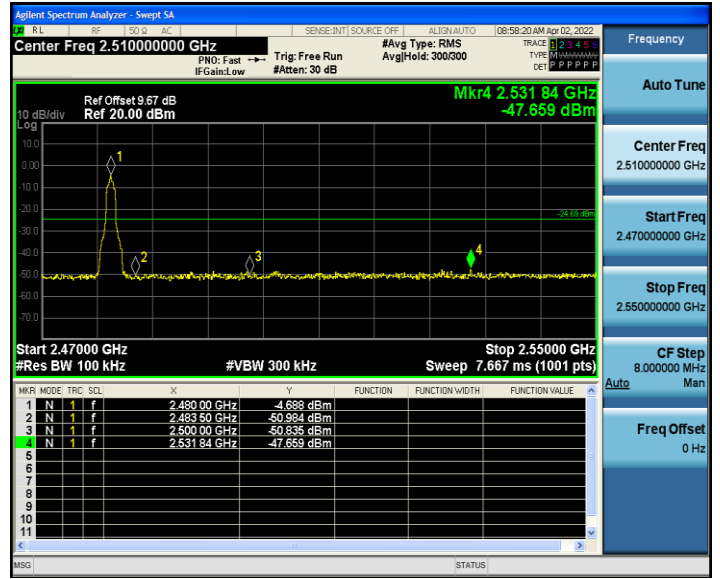 Agilent Spectrum Analyzer - Swept SA
RL RF 50 Ω AC SENSE:INT SOURCE OFF ALIGNAUTO 08:58:20 AM Apr 02, 2022
Center Freq 2.510000000 GHz
#Avg Type: RMS
TRACE 1 2 3 4 5 6
PNO: Fast Trig: Free Run Avg|Hold: 300/300
TYPE
IFGain:Low #Atten: 30 dB
DET P P P P P P
Frequency
Mkr4 2.531 84 GHz
-47.659 dBm
Ref Offset 9.67 dB
10 dB/div Ref 20.00 dBm
Log
10.0
0.00
-10.0
-20.0
-30.0
-40.0
-50.0
-60.0
-70.0
1
2
3
4
-24.69 dBm
Start 2.47000 GHz Stop 2.55000 GHz
#Res BW 100 kHz #VBW 300 kHz Sweep 7.667 ms (1001 pts)
MKR MODE TRC SCL X Y FUNCTION FUNCTION WIDTH FUNCTION VALUE
1 N 1 f 2.480 00 GHz -4.688 dBm
2 N 1 f 2.483 50 GHz -50.984 dBm
3 N 1 f 2.500 00 GHz -50.835 dBm
4 N 1 f 2.531 84 GHz -47.659 dBm
5
6
7
8
9
10
11
MSG STATUS
Auto Tune
Center Freq
2.510000000 GHz
Start Freq
2.470000000 GHz
Stop Freq
2.550000000 GHz
CF Step
8.000000 MHz
Auto Man
Freq Offset
0 Hz